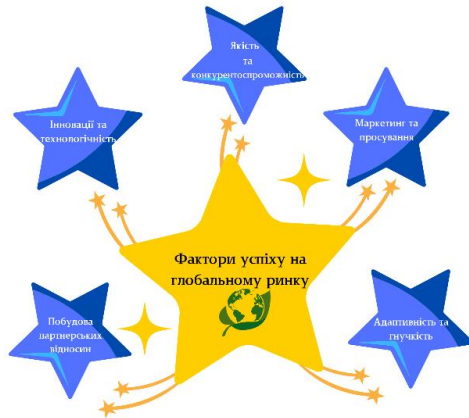 Якість
та
конкурентоспроможність
Інновації та
технологічність
Маркетинг та
просування
Фактори успіху на
глобальному ринку
Побудова
партнерських
відносин
Адаптивність та
гнучкість